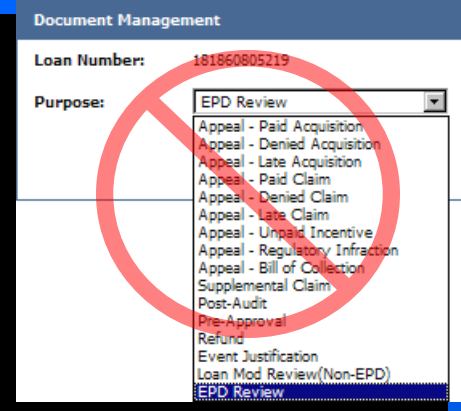 Document Management
Loan Number: 181860805219
Purpose: EPD Review
Appeal - Paid Acquisition
Appeal - Denied Acquisition
Appeal - Late Acquisition
Appeal - Paid Claim
Appeal - Denied Claim
Appeal - Late Claim
Appeal - Unpaid Incentive
Appeal - Regulatory Infraction
Appeal - Bill of Collection
Supplemental Claim
Post-Audit
Pre-Approval
Refund
Event Justification
Loan Mod Review(Non-EPD)
EPD Review